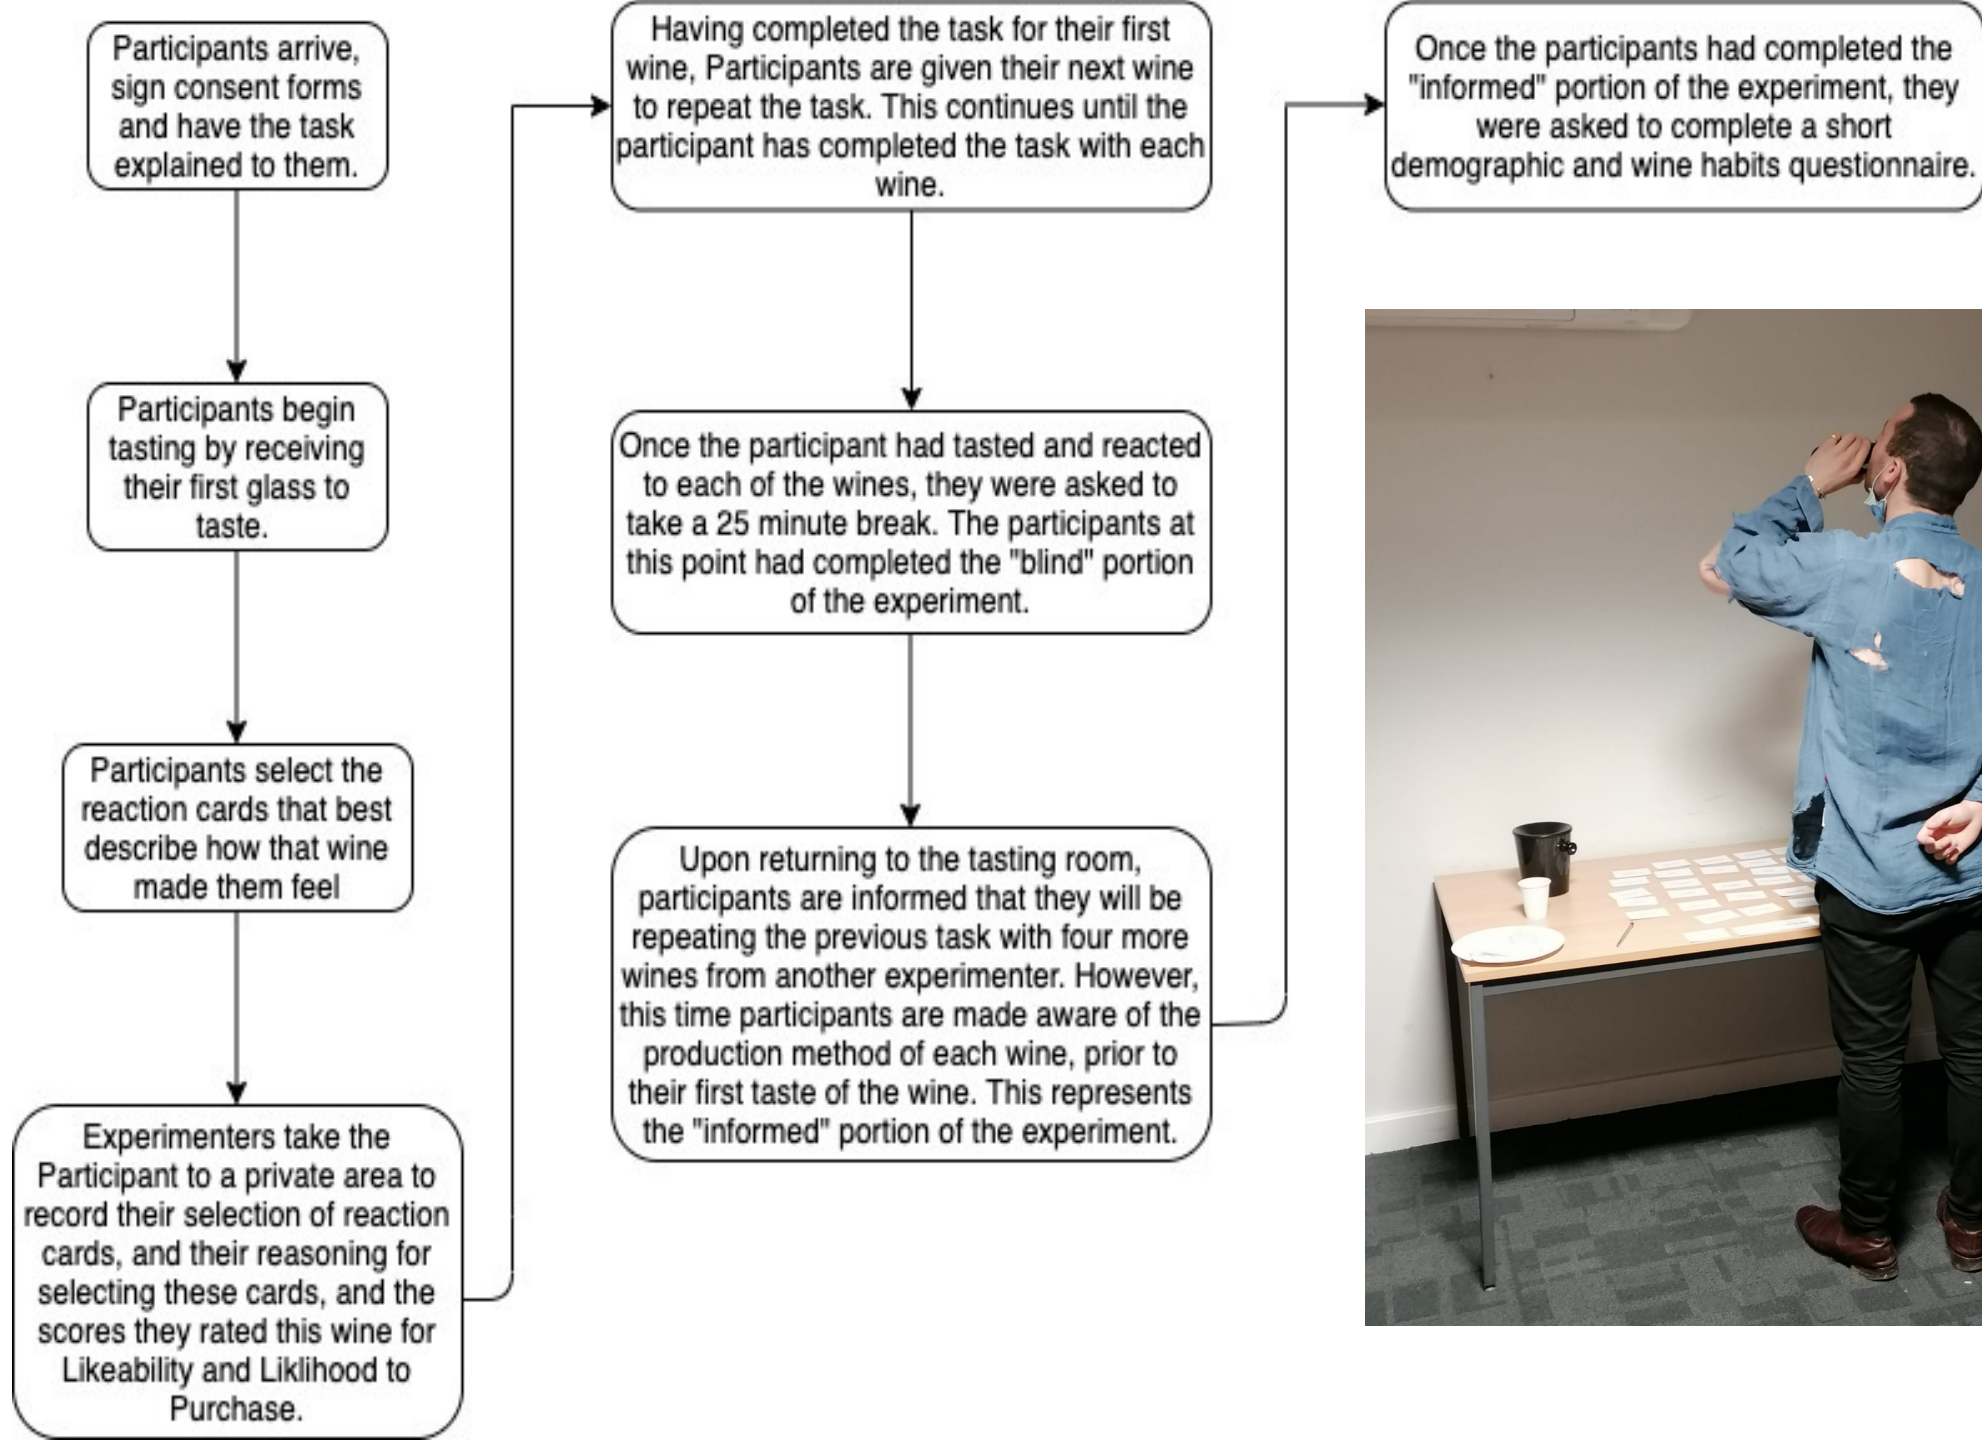 Participants arrive,
sign consent forms
and have the task
explained to them.
Participants begin
tasting by receiving
their first glass to
taste.
Participants select the
reaction cards that best
describe how that wine
made them feel
Experimenters take the
Participant to a private area to
record their selection of reaction
cards, and their reasoning for
selecting these cards, and the
scores they rated this wine for
Likeability and Liklihood to
Purchase.
Having completed the task for their first
wine, Participants are given their next wine
to repeat the task. This continues until the
participant has completed the task with each
wine.
Once the participant had tasted and reacted
to each of the wines, they were asked to
take a 25 minute break. The participants at
this point had completed the "blind" portion
of the experiment.
Upon returning to the tasting room,
participants are informed that they will be
repeating the previous task with four more
wines from another experimenter. However,
this time participants are made aware of the
production method of each wine, prior to
their first taste of the wine. This represents
the "informed" portion of the experiment.
Once the participants had completed the
"informed" portion of the experiment, they
were asked to complete a short
demographic and wine habits questionnaire.